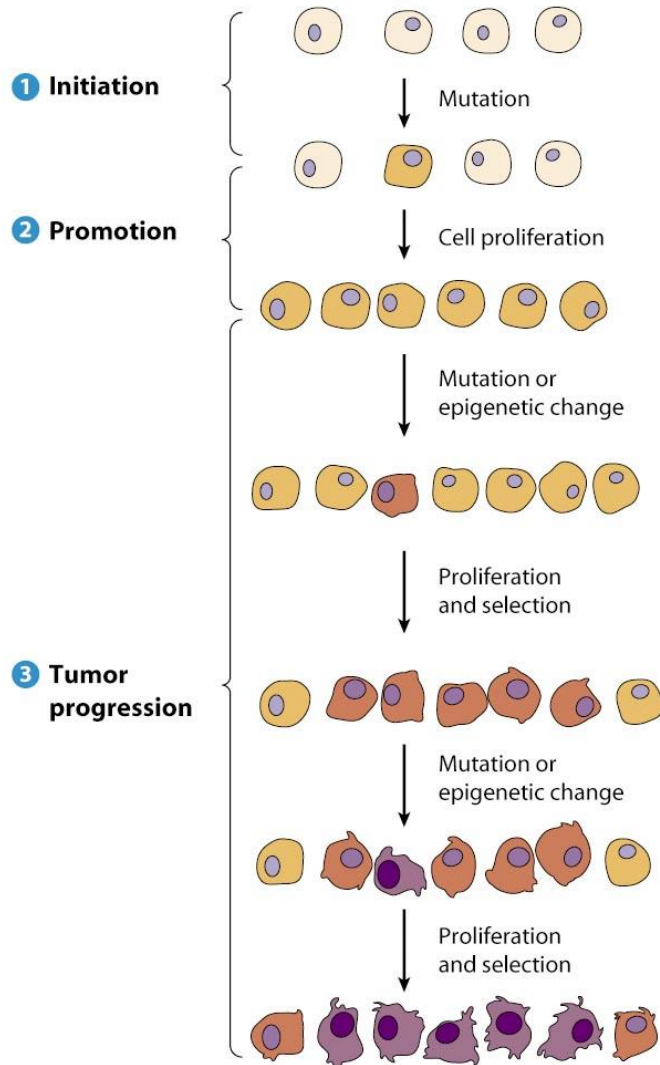 1 Initiation
Mutation
2 Promotion
Cell proliferation
Mutation or
epigenetic change
Proliferation
and selection
3 Tumor
progression
Mutation or
epigenetic change
Proliferation
and selection